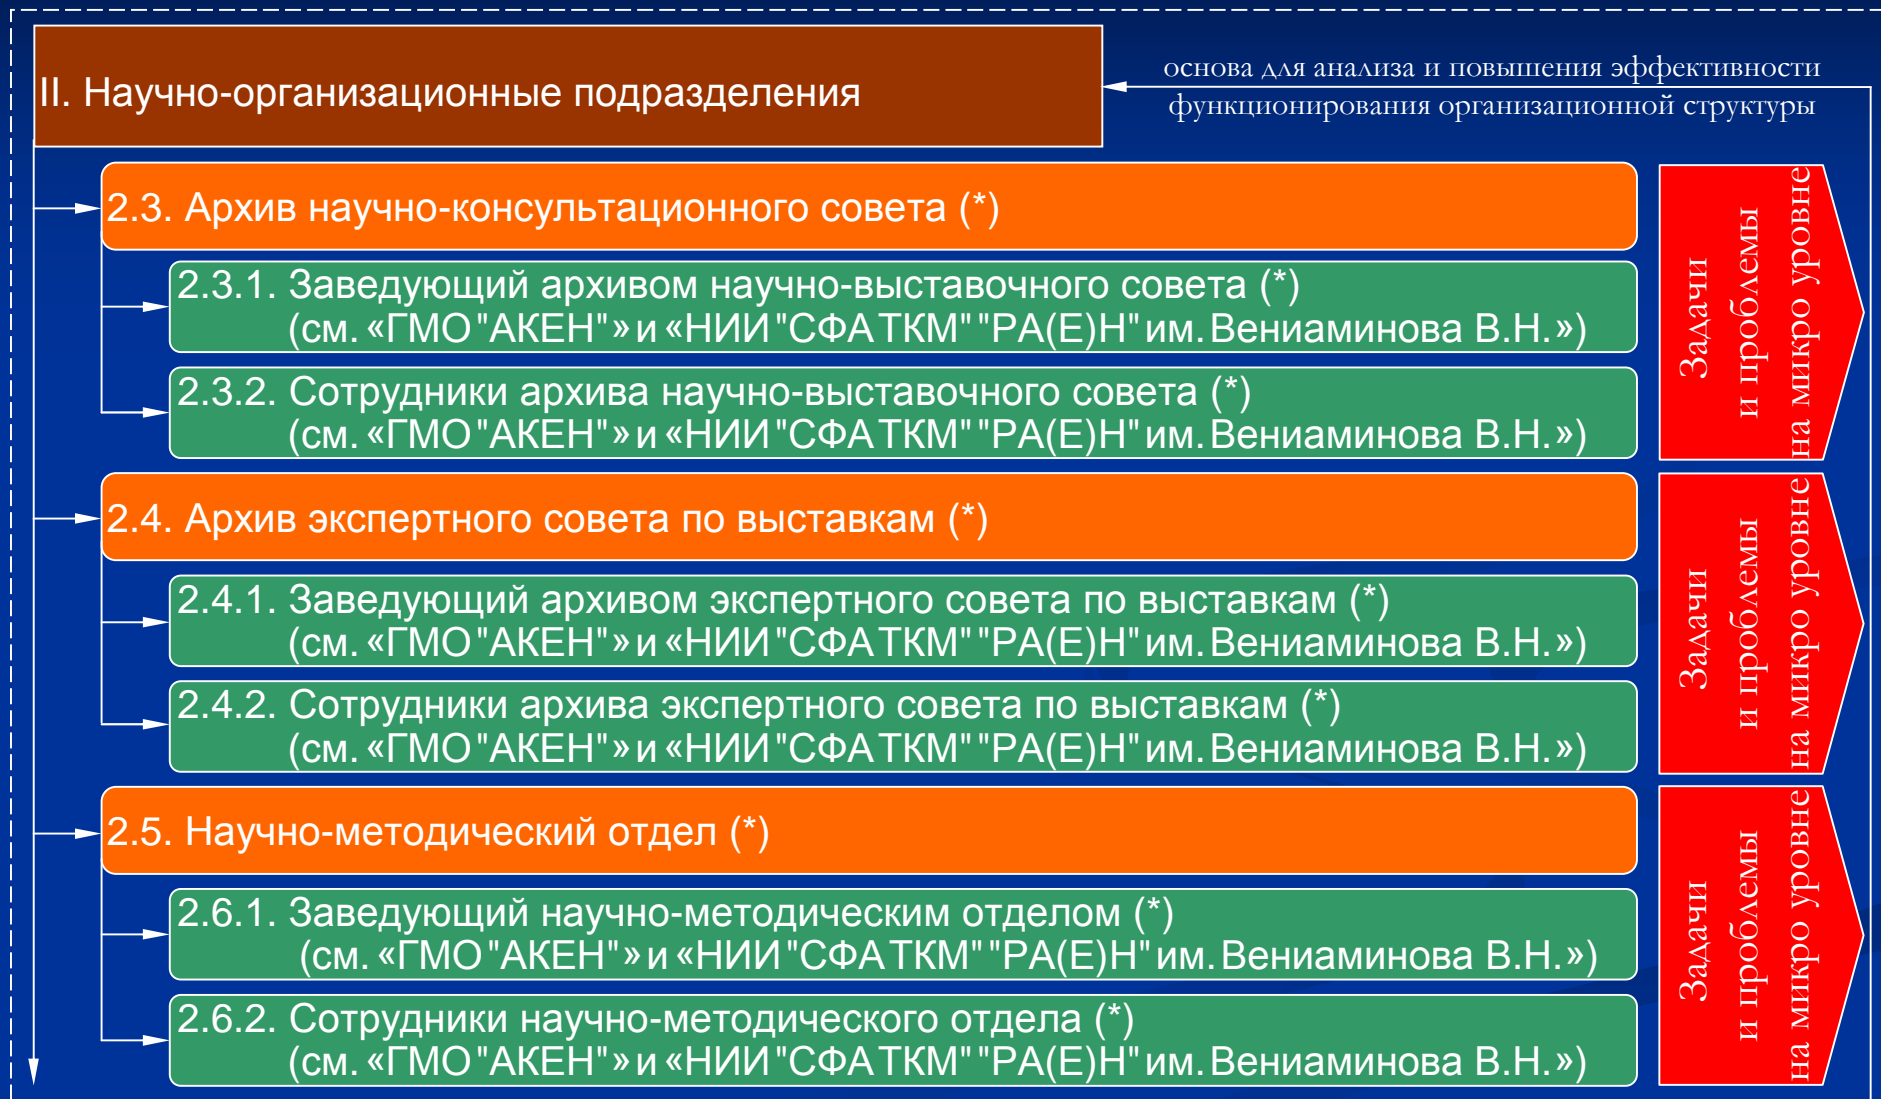 II. Научно-организационные подразделения
основа для анализа и повышения эффективности
функционирования организационной структуры
2.3. Архив научно-консультационного совета (*)
2.3.1. Заведующий архивом научно-выставочного совета (*)
(см. «ГМО "АКЕН"» и «НИИ "СФАТКМ" "РА(Е)Н" им. Вениаминова В.Н.»)
2.3.2. Сотрудники архива научно-выставочного совета (*)
(см. «ГМО "АКЕН"» и «НИИ "СФАТКМ" "РА(Е)Н" им. Вениаминова В.Н.»)
Задачи
и проблемы
на микро уровне
2.4. Архив экспертного совета по выставкам (*)
2.4.1. Заведующий архивом экспертного совета по выставкам (*)
(см. «ГМО "АКЕН"» и «НИИ "СФАТКМ" "РА(Е)Н" им. Вениаминова В.Н.»)
2.4.2. Сотрудники архива экспертного совета по выставкам (*)
(см. «ГМО "АКЕН"» и «НИИ "СФАТКМ" "РА(Е)Н" им. Вениаминова В.Н.»)
Задачи
и проблемы
на микро уровне
2.5. Научно-методический отдел (*)
2.6.1. Заведующий научно-методическим отделом (*)
(см. «ГМО "АКЕН"» и «НИИ "СФАТКМ" "РА(Е)Н" им. Вениаминова В.Н.»)
2.6.2. Сотрудники научно-методического отдела (*)
(см. «ГМО "АКЕН"» и «НИИ "СФАТКМ" "РА(Е)Н" им. Вениаминова В.Н.»)
Задачи
и проблемы
на микро уровне